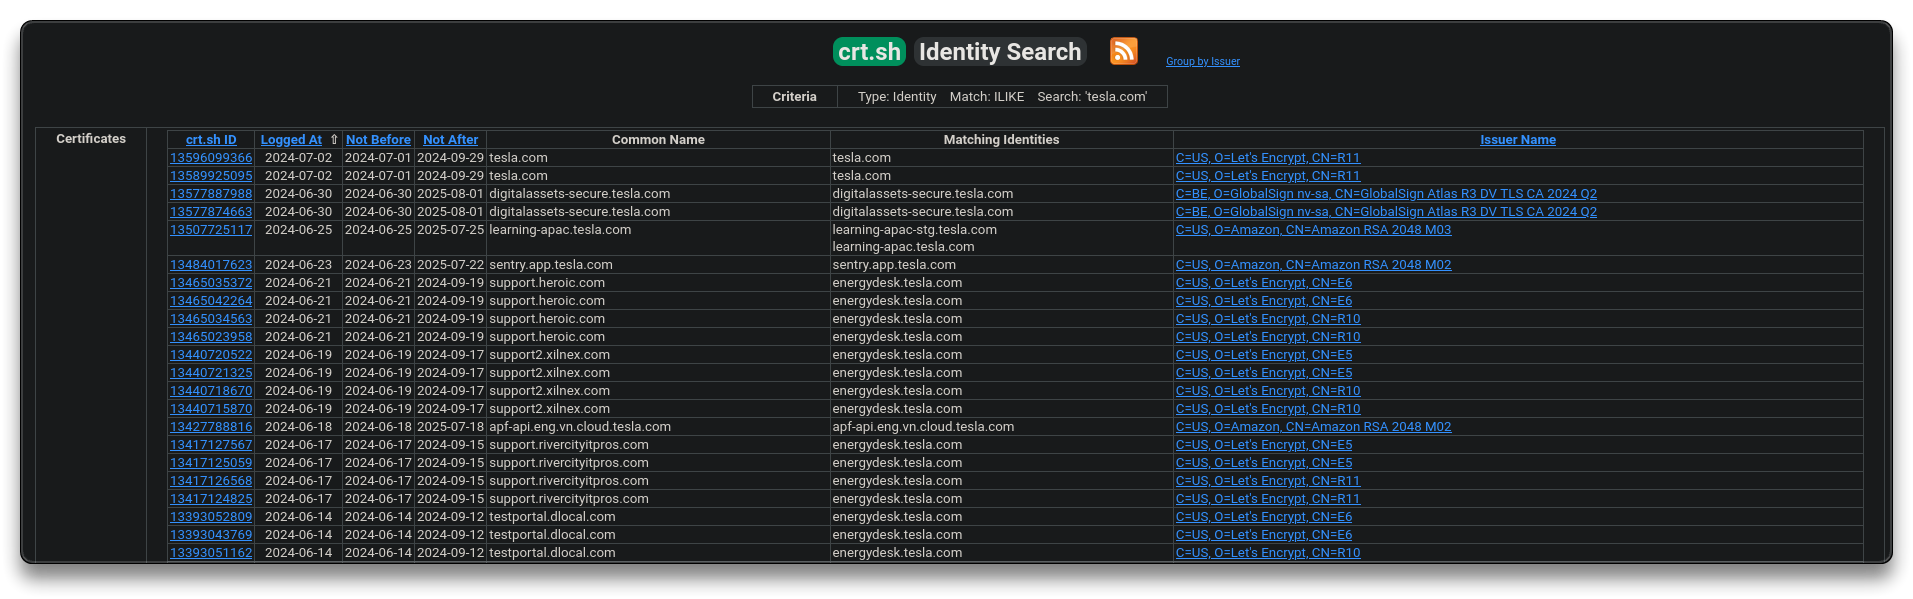 crt.sh Identity Search Group by Issuer
Criteria Type: Identity Match: ILIKE Search: 'tesla.com'
Certificates crt.sh ID Logged At ⇧ Not Before Not After Common Name Matching Identities Issuer Name
13596099366 2024-07-02 2024-07-01 2024-09-29 tesla.com tesla.com C=US, O=Let's Encrypt, CN=R11
13589925095 2024-07-02 2024-07-01 2024-09-29 tesla.com tesla.com C=US, O=Let's Encrypt, CN=R11
13577887988 2024-06-30 2024-06-30 2025-08-01 digitalassets-secure.tesla.com digitalassets-secure.tesla.com C=BE, O=GlobalSign nv-sa, CN=GlobalSign Atlas R3 DV TLS CA 2024 Q2
13577874663 2024-06-30 2024-06-30 2025-08-01 digitalassets-secure.tesla.com digitalassets-secure.tesla.com C=BE, O=GlobalSign nv-sa, CN=GlobalSign Atlas R3 DV TLS CA 2024 Q2
13507725117 2024-06-25 2024-06-25 2025-07-25 learning-apac.tesla.com learning-apac-stg.tesla.com C=US, O=Amazon, CN=Amazon RSA 2048 M03
learning-apac.tesla.com
13484017623 2024-06-23 2024-06-23 2025-07-22 sentry.app.tesla.com sentry.app.tesla.com C=US, O=Amazon, CN=Amazon RSA 2048 M02
13465035372 2024-06-21 2024-06-21 2024-09-19 support.heroic.com energydesk.tesla.com C=US, O=Let's Encrypt, CN=E6
13465042264 2024-06-21 2024-06-21 2024-09-19 support.heroic.com energydesk.tesla.com C=US, O=Let's Encrypt, CN=E6
13465034563 2024-06-21 2024-06-21 2024-09-19 support.heroic.com energydesk.tesla.com C=US, O=Let's Encrypt, CN=R10
13465023958 2024-06-21 2024-06-21 2024-09-19 support.heroic.com energydesk.tesla.com C=US, O=Let's Encrypt, CN=R10
13440720522 2024-06-19 2024-06-19 2024-09-17 support2.xilnex.com energydesk.tesla.com C=US, O=Let's Encrypt, CN=E5
13440721325 2024-06-19 2024-06-19 2024-09-17 support2.xilnex.com energydesk.tesla.com C=US, O=Let's Encrypt, CN=E5
13440718670 2024-06-19 2024-06-19 2024-09-17 support2.xilnex.com energydesk.tesla.com C=US, O=Let's Encrypt, CN=R10
13440715870 2024-06-19 2024-06-19 2024-09-17 support2.xilnex.com energydesk.tesla.com C=US, O=Let's Encrypt, CN=R10
13427788816 2024-06-18 2024-06-18 2025-07-18 apf-api.eng.vn.cloud.tesla.com apf-api.eng.vn.cloud.tesla.com C=US, O=Amazon, CN=Amazon RSA 2048 M02
13417127567 2024-06-17 2024-06-17 2024-09-15 support.rivercityitpros.com energydesk.tesla.com C=US, O=Let's Encrypt, CN=E5
13417125059 2024-06-17 2024-06-17 2024-09-15 support.rivercityitpros.com energydesk.tesla.com C=US, O=Let's Encrypt, CN=E5
13417126568 2024-06-17 2024-06-17 2024-09-15 support.rivercityitpros.com energydesk.tesla.com C=US, O=Let's Encrypt, CN=R11
13417124825 2024-06-17 2024-06-17 2024-09-15 support.rivercityitpros.com energydesk.tesla.com C=US, O=Let's Encrypt, CN=R11
13393052809 2024-06-14 2024-06-14 2024-09-12 testportal.dlocal.com energydesk.tesla.com C=US, O=Let's Encrypt, CN=E6
13393043769 2024-06-14 2024-06-14 2024-09-12 testportal.dlocal.com energydesk.tesla.com C=US, O=Let's Encrypt, CN=E6
13393051162 2024-06-14 2024-06-14 2024-09-12 testportal.dlocal.com energydesk.tesla.com C=US, O=Let's Encrypt, CN=R10